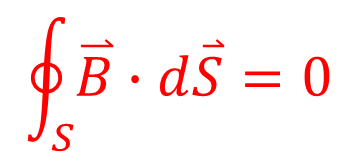 ∮_S B⃗ · dS⃗ = 0